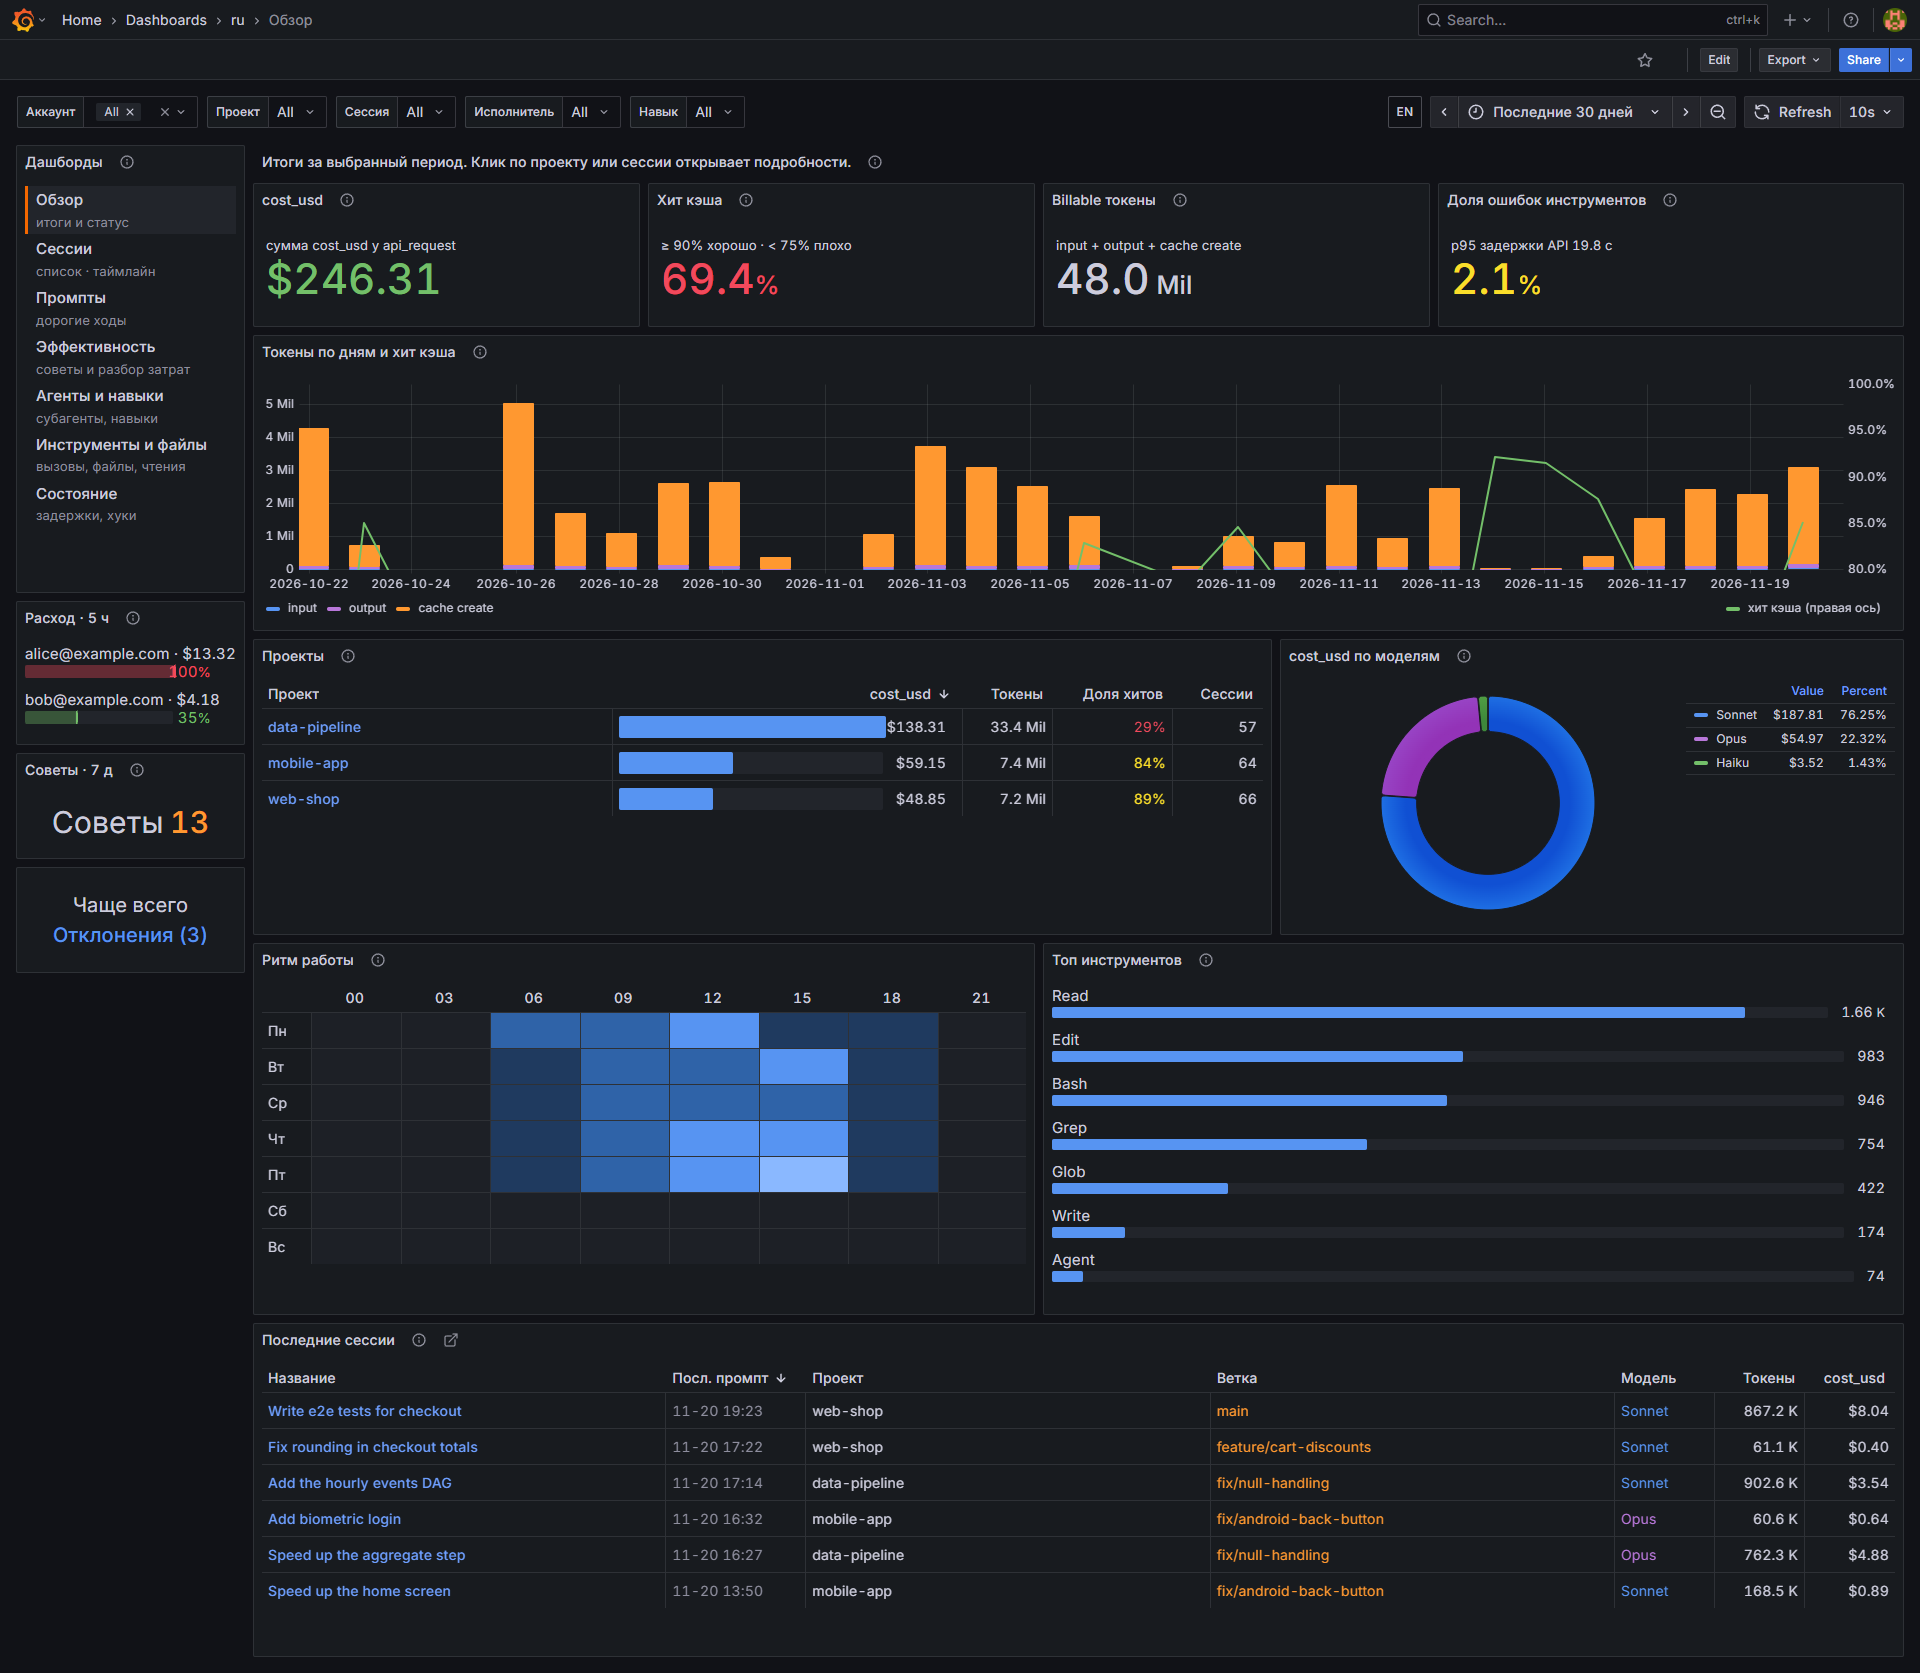 Home › Dashboards › ru › Обзор
Search... ctrl+k
Edit Export Share
Аккаунт All Проект All Сессия All Исполнитель All Навык All
EN Последние 30 дней Refresh 10s
Дашборды
Обзор
итоги и статус
Сессии
список · таймлайн
Промпты
дорогие ходы
Эффективность
советы и разбор затрат
Агенты и навыки
субагенты, навыки
Инструменты и файлы
вызовы, файлы, чтения
Состояние
задержки, хуки
Расход · 5 ч
alice@example.com · $13.32
100%
bob@example.com · $4.18
35%
Советы · 7 д
Советы 13
Чаще всего
Отклонения (3)
Итоги за выбранный период. Клик по проекту или сессии открывает подробности.
cost_usd
сумма cost_usd у api_request
$246.31
Хит кэша
≥ 90% хорошо · < 75% плохо
69.4%
Billable токены
input + output + cache create
48.0 Mil
Доля ошибок инструментов
p95 задержки API 19.8 с
2.1%
Токены по дням и хит кэша
5 Mil
4 Mil
3 Mil
2 Mil
1 Mil
0
100.0%
95.0%
90.0%
85.0%
80.0%
2026-10-22 2026-10-24 2026-10-26 2026-10-28 2026-10-30 2026-11-01 2026-11-03 2026-11-05 2026-11-07 2026-11-09 2026-11-11 2026-11-13 2026-11-15 2026-11-17 2026-11-19
input output cache create
хит кэша (правая ось)
Проекты
Проект cost_usd Токены Доля хитов Сессии
data-pipeline $138.31 33.4 Mil 29% 57
mobile-app $59.15 7.4 Mil 84% 64
web-shop $48.85 7.2 Mil 89% 66
cost_usd по моделям
Value Percent
Sonnet $187.81 76.25%
Opus $54.97 22.32%
Haiku $3.52 1.43%
Ритм работы
00 03 06 09 12 15 18 21
Пн
Вт
Ср
Чт
Пт
Сб
Вс
Топ инструментов
Read
1.66 K
Edit
983
Bash
946
Grep
754
Glob
422
Write
174
Agent
74
Последние сессии
Название Посл. промпт Проект Ветка Модель Токены cost_usd
Write e2e tests for checkout 11-20 19:23 web-shop main Sonnet 867.2 K $8.04
Fix rounding in checkout totals 11-20 17:22 web-shop feature/cart-discounts Sonnet 61.1 K $0.40
Add the hourly events DAG 11-20 17:14 data-pipeline fix/null-handling Sonnet 902.6 K $3.54
Add biometric login 11-20 16:32 mobile-app fix/android-back-button Opus 60.6 K $0.64
Speed up the aggregate step 11-20 16:27 data-pipeline fix/null-handling Opus 762.3 K $4.88
Speed up the home screen 11-20 13:50 mobile-app fix/android-back-button Sonnet 168.5 K $0.89